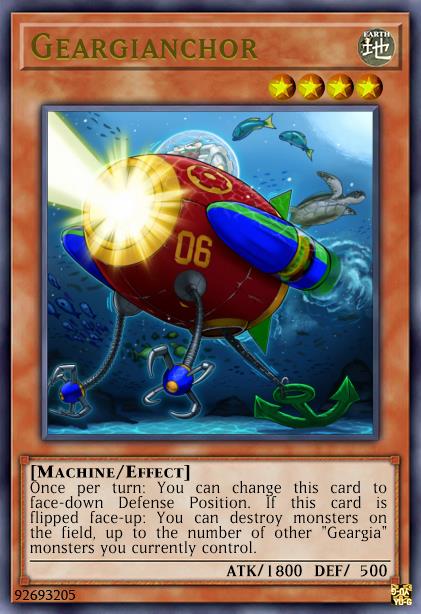 GEARGIANCHOR
EARTH
地
06
[MACHINE/EFFECT]
Once per turn: You can change this card to
face-down Defense Position. If this card is
flipped face-up: You can destroy monsters on
the field, up to the number of other "Geargia"
monsters you currently control.
ATK/1800 DEF/ 500
92693205